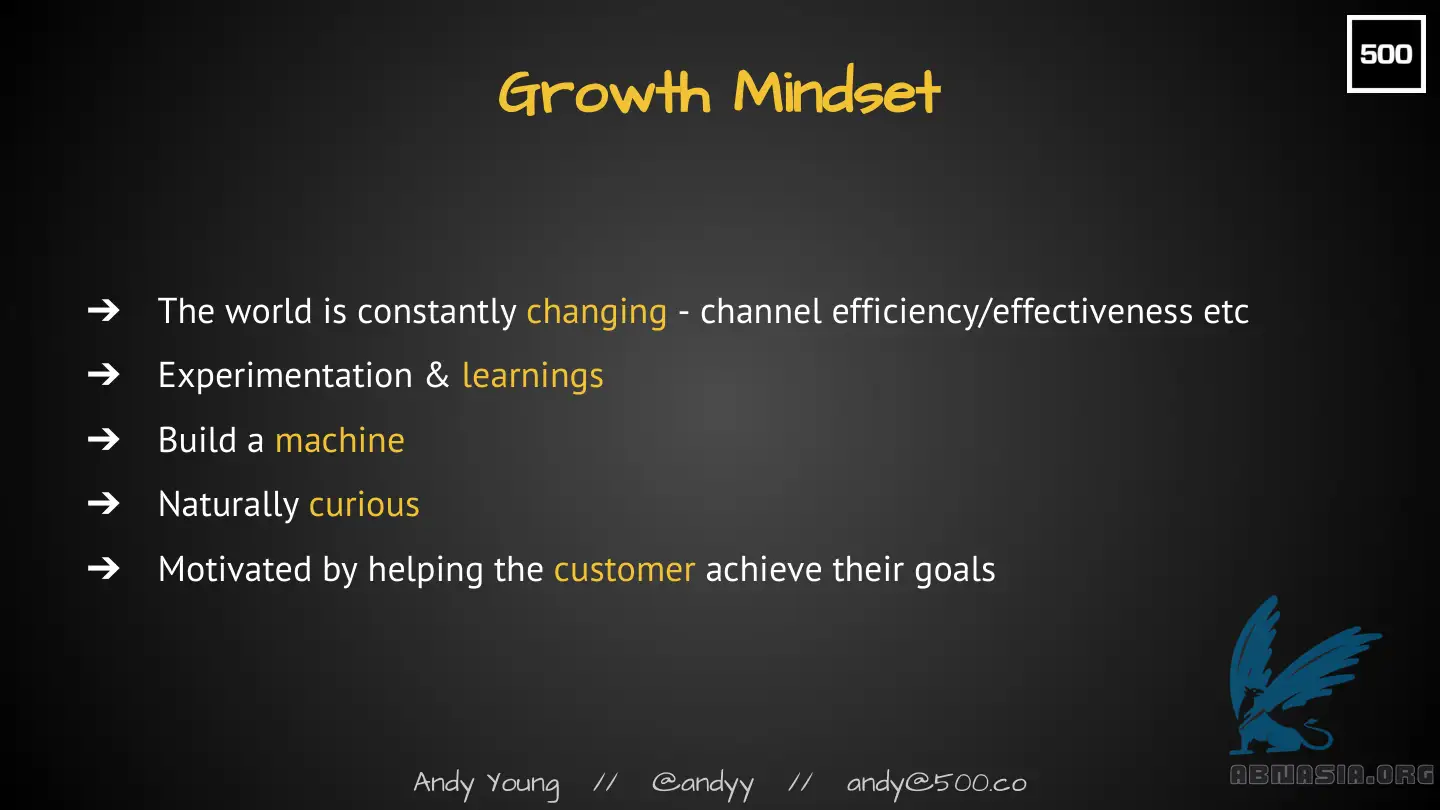 500
Growth Mindset
➔ The world is constantly changing - channel efficiency/effectiveness etc
➔ Experimentation & learnings
➔ Build a machine
➔ Naturally curious
➔ Motivated by helping the customer achieve their goals
Andy Young // @andyy // andy@500.co
ABNASIA.ORG